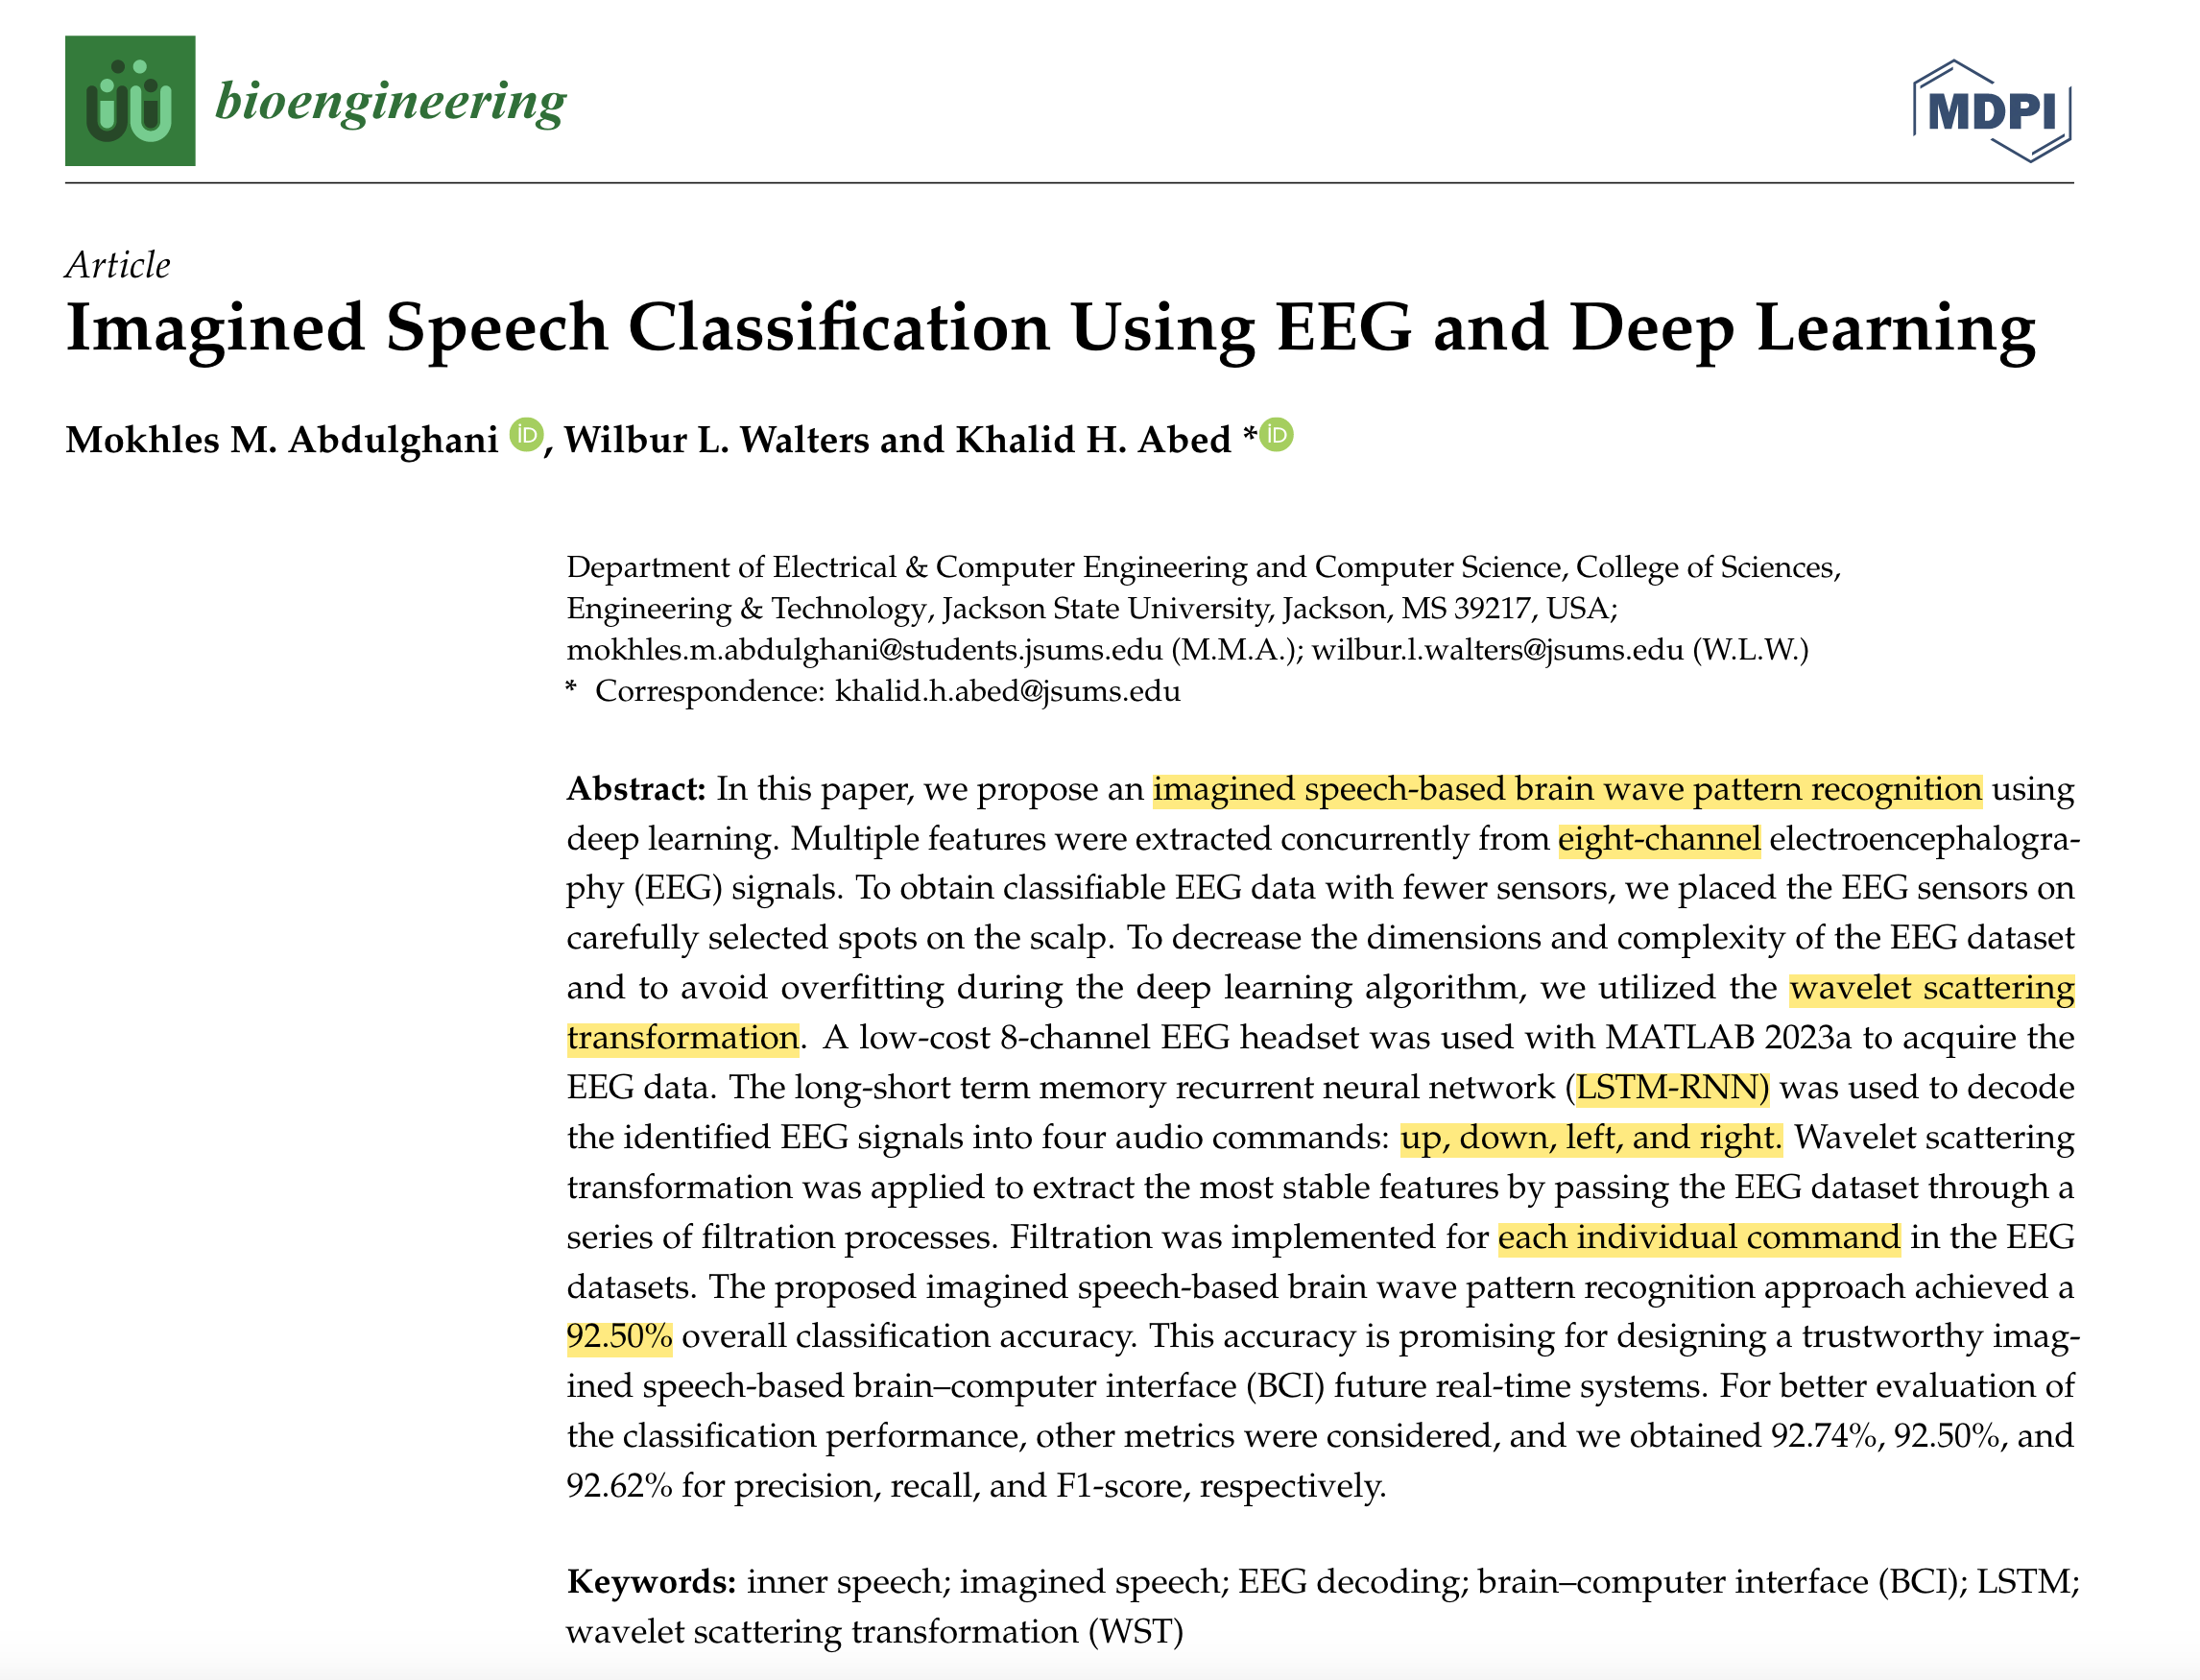 bioengineering
MDPI
Article
Imagined Speech Classification Using EEG and Deep Learning
Mokhles M. Abdulghani iD, Wilbur L. Walters and Khalid H. Abed * iD
Department of Electrical & Computer Engineering and Computer Science, College of Sciences,
Engineering & Technology, Jackson State University, Jackson, MS 39217, USA;
mokhles.m.abdulghani@students.jsums.edu (M.M.A.); wilbur.l.walters@jsums.edu (W.L.W.)
* Correspondence: khalid.h.abed@jsums.edu
Abstract: In this paper, we propose an imagined speech-based brain wave pattern recognition using
deep learning. Multiple features were extracted concurrently from eight-channel electroencephalogra-
phy (EEG) signals. To obtain classifiable EEG data with fewer sensors, we placed the EEG sensors on
carefully selected spots on the scalp. To decrease the dimensions and complexity of the EEG dataset
and to avoid overfitting during the deep learning algorithm, we utilized the wavelet scattering
transformation. A low-cost 8-channel EEG headset was used with MATLAB 2023a to acquire the
EEG data. The long-short term memory recurrent neural network (LSTM-RNN) was used to decode
the identified EEG signals into four audio commands: up, down, left, and right. Wavelet scattering
transformation was applied to extract the most stable features by passing the EEG dataset through a
series of filtration processes. Filtration was implemented for each individual command in the EEG
datasets. The proposed imagined speech-based brain wave pattern recognition approach achieved a
92.50% overall classification accuracy. This accuracy is promising for designing a trustworthy imag-
ined speech-based brain–computer interface (BCI) future real-time systems. For better evaluation of
the classification performance, other metrics were considered, and we obtained 92.74%, 92.50%, and
92.62% for precision, recall, and F1-score, respectively.
Keywords: inner speech; imagined speech; EEG decoding; brain–computer interface (BCI); LSTM;
wavelet scattering transformation (WST)